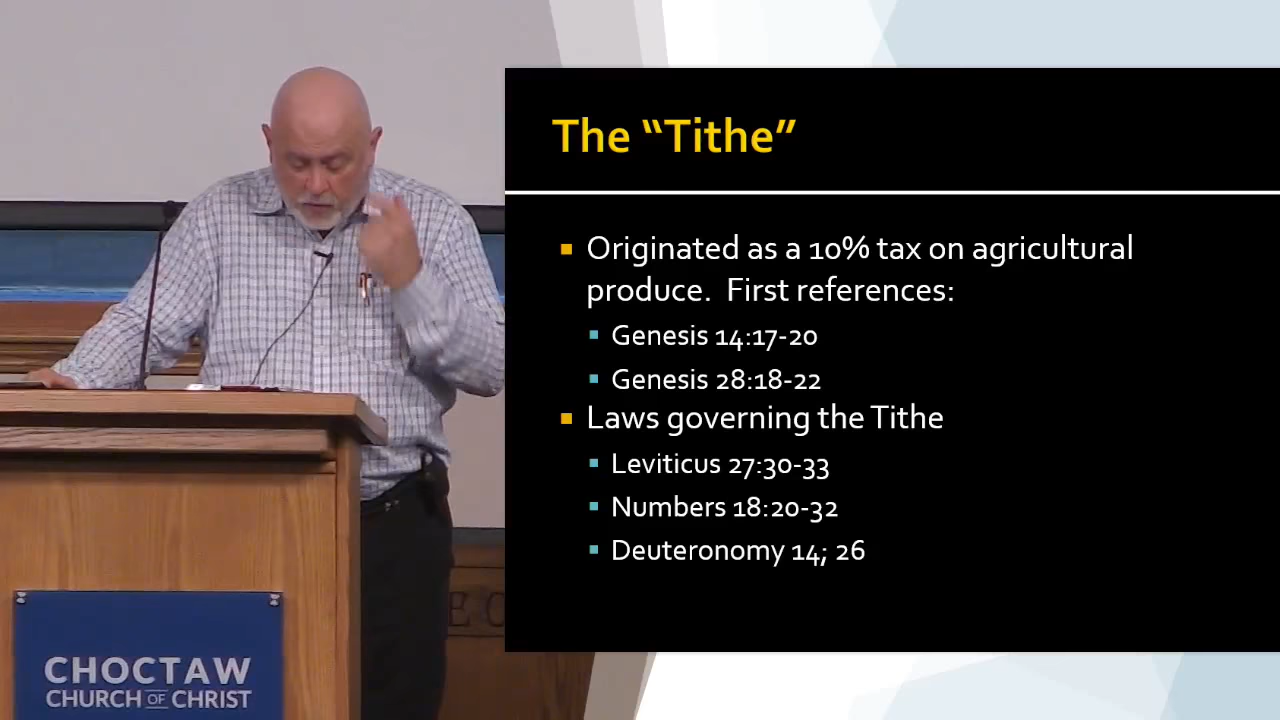 The “Tithe”
Originated as a 10% tax on agricultural
produce. First references:
Genesis 14:17-20
Genesis 28:18-22
Laws governing the Tithe
Leviticus 27:30-33
Numbers 18:20-32
Deuteronomy 14; 26
CHOCTAW
CHURCH OF CHRIST